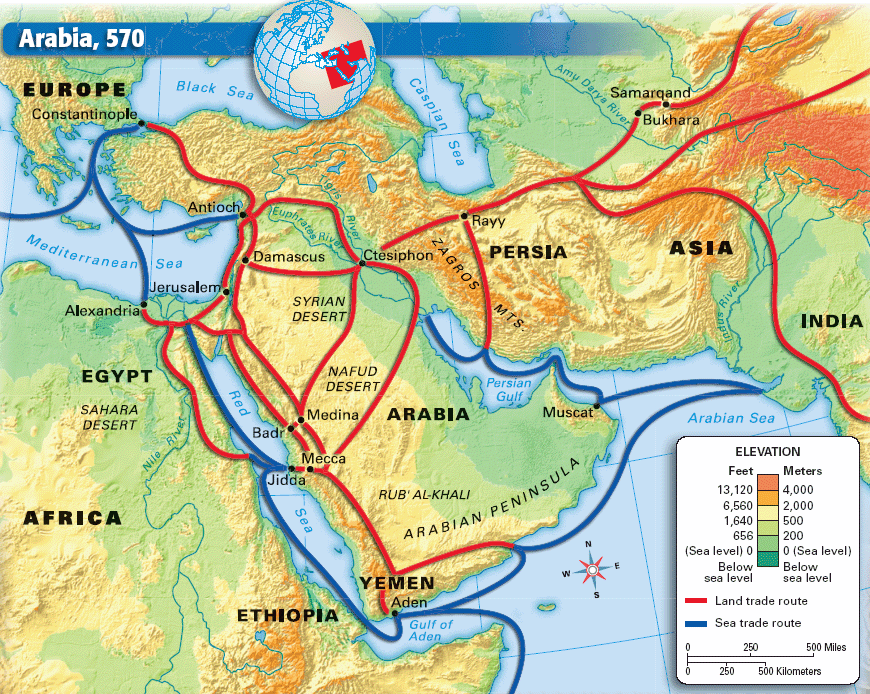 Arabia, 570
EUROPE
Black Sea
Constantinople
Caspian
Sea
Amu Darya River
Samarqand
Bukhara
Antioch
Tigris
River
Euphrates River
Rayy
Mediterranean Sea
Damascus
Ctesiphon
ZAGROS
MTS.
PERSIA
ASIA
Jerusalem
Alexandria
SYRIAN
DESERT
Indus River
INDIA
EGYPT
NAFUD
DESERT
Persian
Gulf
SAHARA
DESERT
Red
Sea
Medina
ARABIA
Muscat
Arabian Sea
Badr
Nile River
Mecca
Jidda
RUB' AL-KHALI
ARABIAN PENINSULA
AFRICA
YEMEN
Aden
ETHIOPIA
Gulf of
Aden
N
W E
S
ELEVATION
Feet Meters
13,120 4,000
6,560 2,000
1,640 500
656 200
(Sea level) 0 0 (Sea level)
Below Below
sea level sea level
Land trade route
Sea trade route
0 250 500 Miles
0 250 500 Kilometers